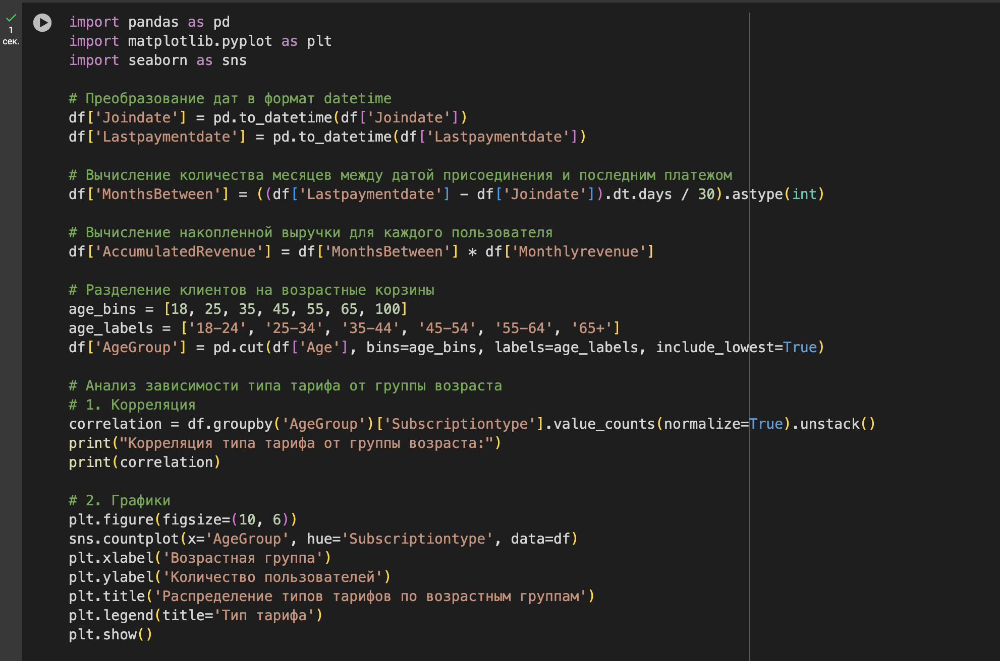 1
сек.
import pandas as pd
import matplotlib.pyplot as plt
import seaborn as sns
# Преобразование дат в формат datetime
df['Joindate'] = pd.to_datetime(df['Joindate'])
df['Lastpaymentdate'] = pd.to_datetime(df['Lastpaymentdate'])
# Вычисление количества месяцев между датой присоединения и последним платежом
df['MonthsBetween'] = ((df['Lastpaymentdate'] - df['Joindate']).dt.days / 30).astype(int)
# Вычисление накопленной выручки для каждого пользователя
df['AccumulatedRevenue'] = df['MonthsBetween'] * df['Monthlyrevenue']
# Разделение клиентов на возрастные корзины
age_bins = [18, 25, 35, 45, 55, 65, 100]
age_labels = ['18-24', '25-34', '35-44', '45-54', '55-64', '65+']
df['AgeGroup'] = pd.cut(df['Age'], bins=age_bins, labels=age_labels, include_lowest=True)
# Анализ зависимости типа тарифа от группы возраста
# 1. Корреляция
correlation = df.groupby('AgeGroup')['Subscriptiontype'].value_counts(normalize=True).unstack()
print("Корреляция типа тарифа от группы возраста:")
print(correlation)
# 2. Графики
plt.figure(figsize=(10, 6))
sns.countplot(x='AgeGroup', hue='Subscriptiontype', data=df)
plt.xlabel('Возрастная группа')
plt.ylabel('Количество пользователей')
plt.title('Распределение типов тарифов по возрастным группам')
plt.legend(title='Тип тарифа')
plt.show()